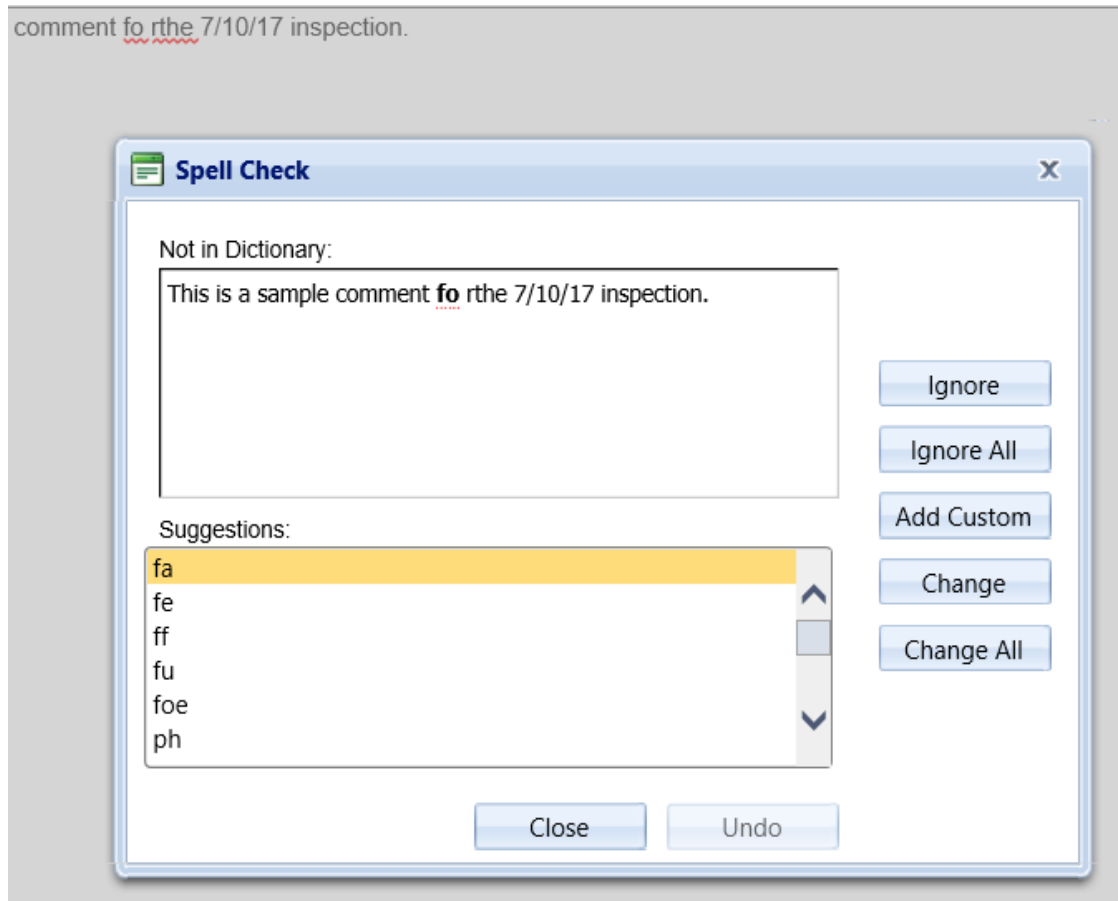 comment fo rthe 7/10/17 inspection.
Spell Check
Not in Dictionary:
This is a sample comment fo rthe 7/10/17 inspection.
Ignore
Ignore All
Suggestions:
Add Custom
fa
fe
Change
ff
Change All
fu
foe
ph
Close
Undo